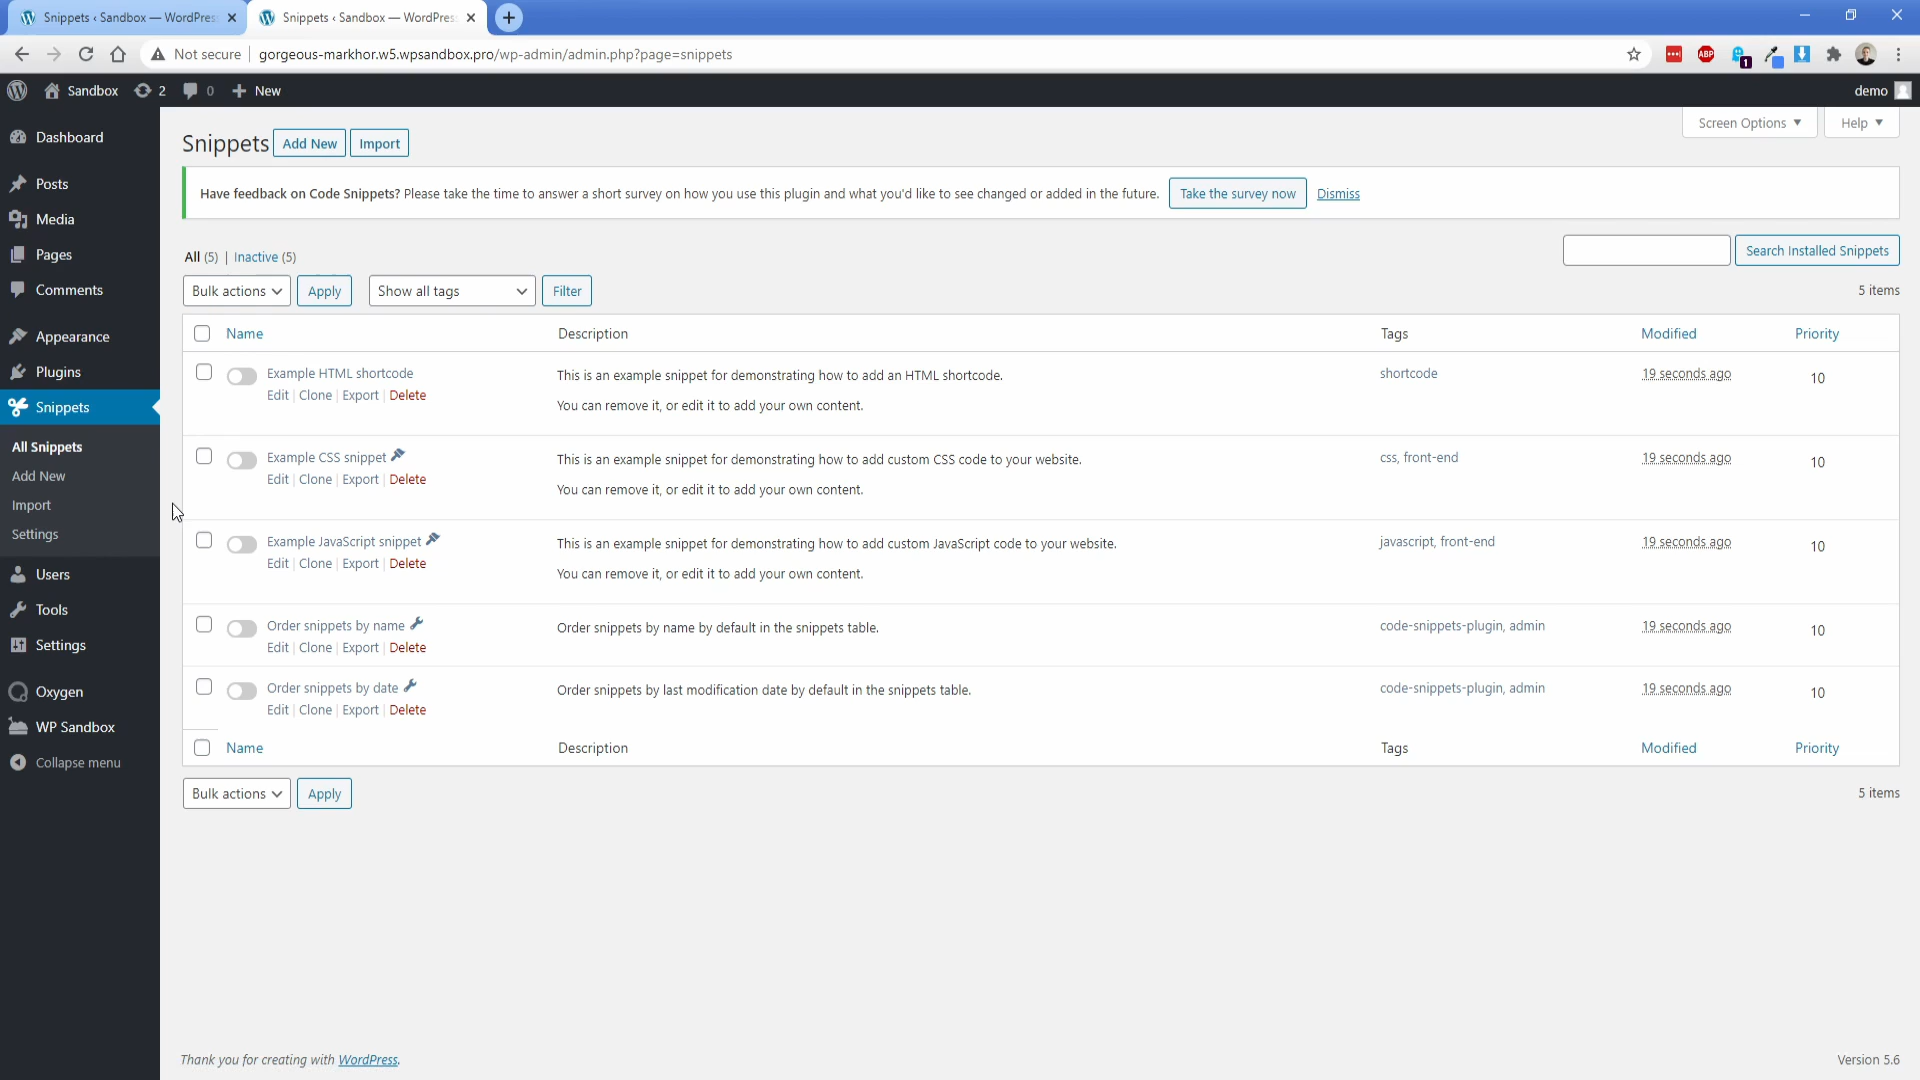 Snippets ‹ Sandbox — WordPres
Snippets ‹ Sandbox — WordPres
Not secure gorgeous-markhor.w5.wpsandbox.pro/wp-admin/admin.php?page=snippets
ABP
1
Sandbox 2 0 New demo
Dashboard
Posts
Media
Pages
Comments
Appearance
Plugins
Snippets
All Snippets
Add New
Import
Settings
Users
Tools
Settings
Oxygen
WP Sandbox
Collapse menu
Screen Options Help
Snippets Add New Import
Have feedback on Code Snippets? Please take the time to answer a short survey on how you use this plugin and what you'd like to see changed or added in the future. Take the survey now Dismiss
All (5) | Inactive (5)
Search Installed Snippets
Bulk actions Apply Show all tags Filter 5 items
Name Description Tags Modified Priority
Example HTML shortcode This is an example snippet for demonstrating how to add an HTML shortcode. shortcode 19 seconds ago 10
Edit | Clone | Export | Delete You can remove it, or edit it to add your own content.
Example CSS snippet This is an example snippet for demonstrating how to add custom CSS code to your website. css, front-end 19 seconds ago 10
Edit | Clone | Export | Delete You can remove it, or edit it to add your own content.
Example JavaScript snippet This is an example snippet for demonstrating how to add custom JavaScript code to your website. javascript, front-end 19 seconds ago 10
Edit | Clone | Export | Delete You can remove it, or edit it to add your own content.
Order snippets by name Order snippets by name by default in the snippets table. code-snippets-plugin, admin 19 seconds ago 10
Edit | Clone | Export | Delete
Order snippets by date Order snippets by last modification date by default in the snippets table. code-snippets-plugin, admin 19 seconds ago 10
Edit | Clone | Export | Delete
Name Description Tags Modified Priority
Bulk actions Apply 5 items
Thank you for creating with WordPress. Version 5.6